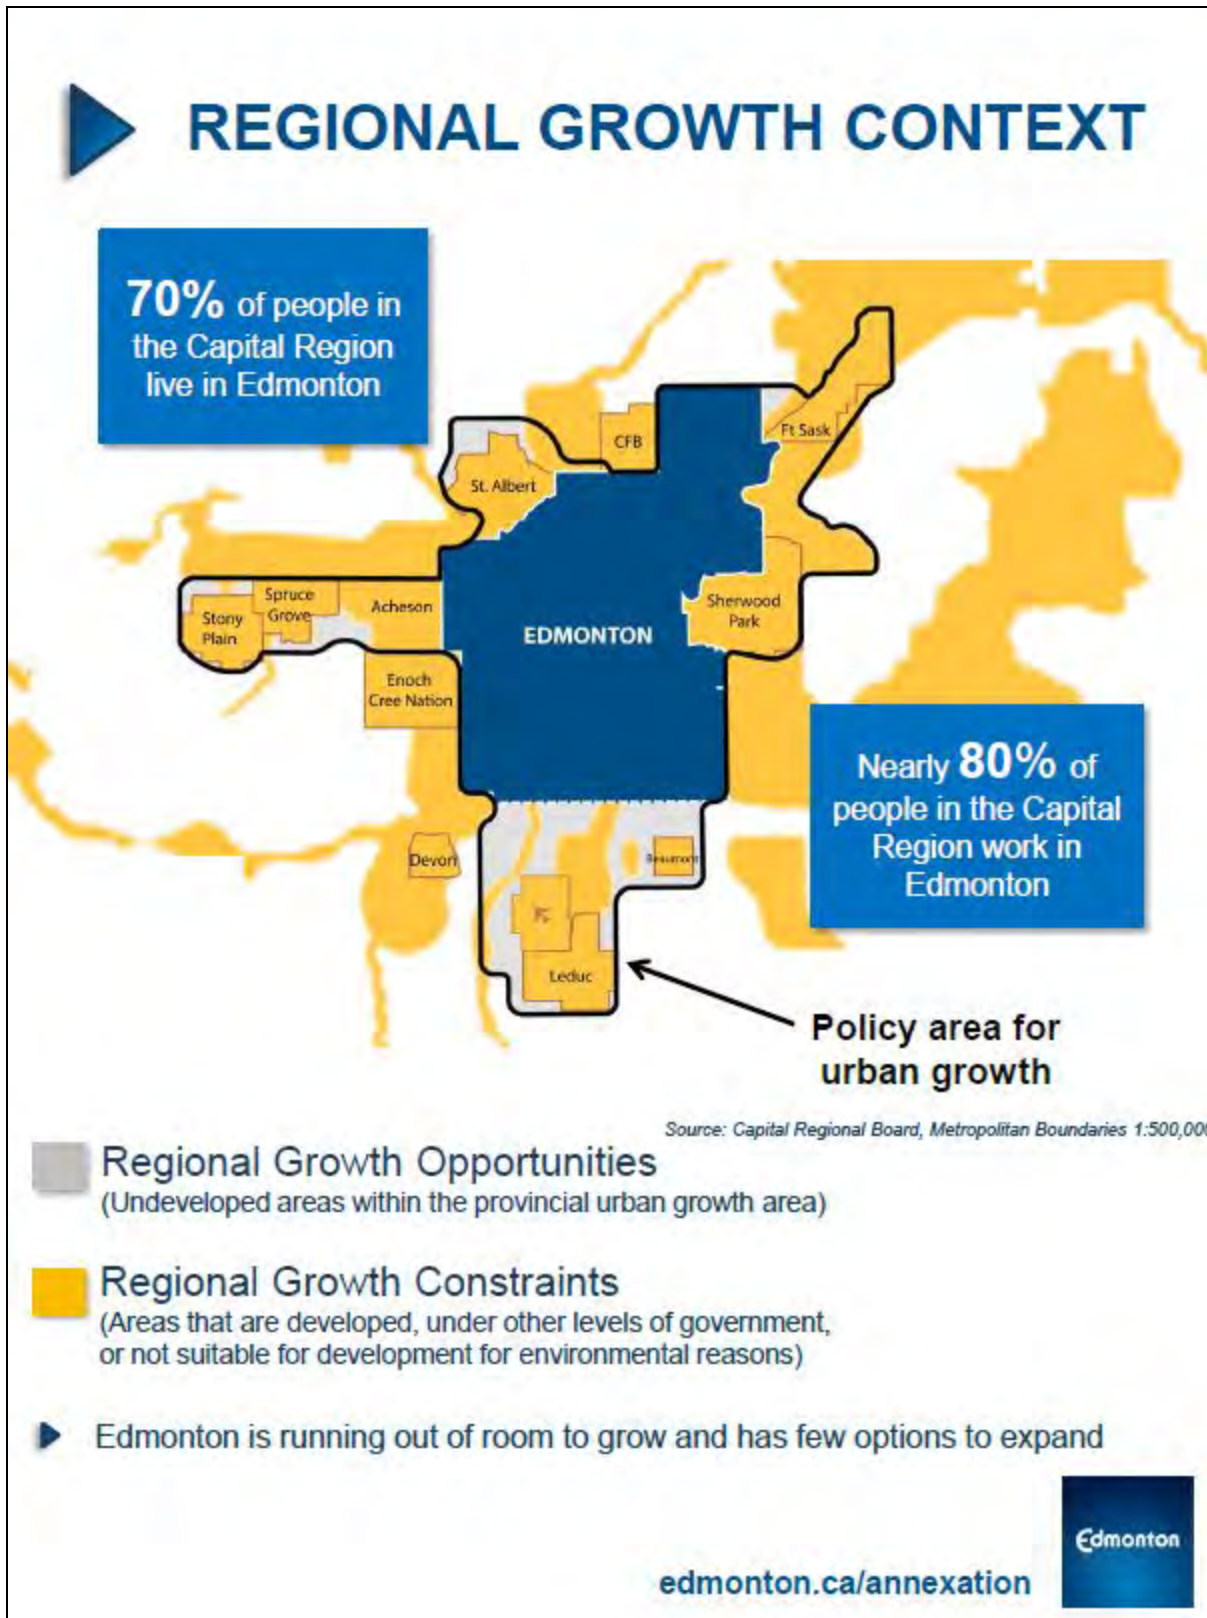 REGIONAL GROWTH CONTEXT
70% of people in
the Capital Region
live in Edmonton
CFB
Ft Sask
St. Albert
Spruce
Grove
Stony
Plain
Acheson
Sherwood
Park
EDMONTON
Enoch
Cree Nation
Nearly 80% of
people in the Capital
Region work in
Edmonton
Devon
Beaumont
Leduc
Policy area for
urban growth
Source: Capital Regional Board, Metropolitan Boundaries 1:500,000
Regional Growth Opportunities
(Undeveloped areas within the provincial urban growth area)
Regional Growth Constraints
(Areas that are developed, under other levels of government,
or not suitable for development for environmental reasons)
Edmonton is running out of room to grow and has few options to expand
Edmonton
edmonton.ca/annexation